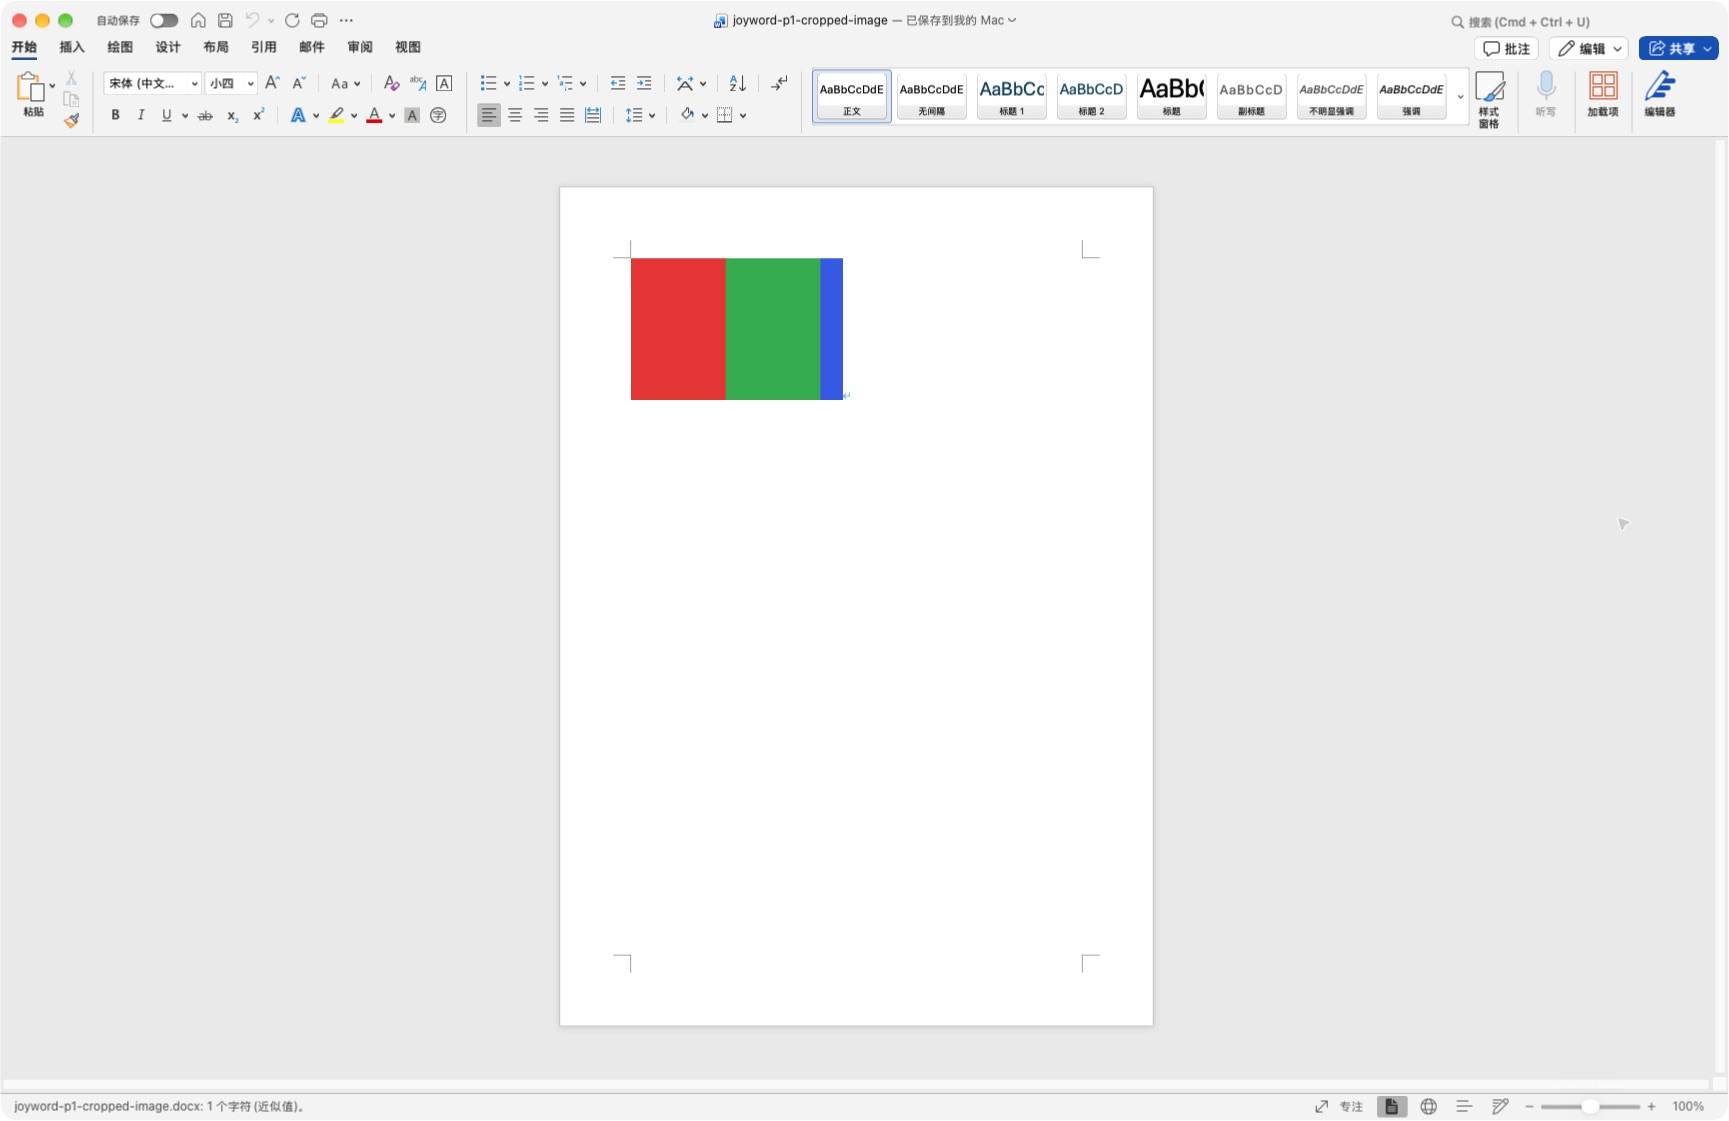 自动保存
joyword-p1-cropped-image — 已保存到我的 Mac
搜索 (Cmd + Ctrl + U)
开始 插入 绘图 设计 布局 引用 邮件 审阅 视图
批注 编辑 共享
粘贴
宋体 (中文... 小四 Aa abc A A
B I U ab x₂ x² A A A 字
A Z
AaBbCcDdE AaBbCcDdE AaBbCc AaBbCcD AaBb( AaBbCcD AaBbCcDdE AaBbCcDdE
正文 无间隔 标题 1 标题 2 标题 副标题 不明显强调 强调
样式
窗格
听写 加载项 编辑器
joyword-p1-cropped-image.docx: 1 个字符 (近似值)。
专注
100%